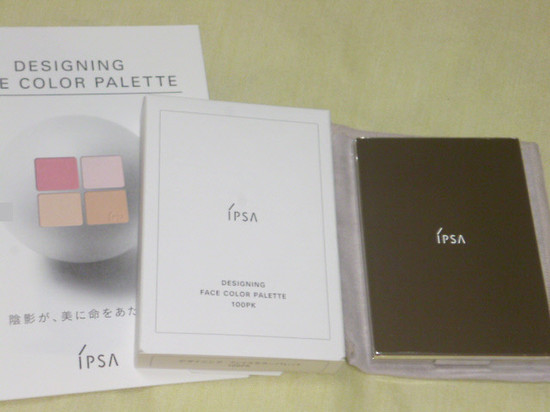 DESIGNING
E COLOR PALETTE
陰影が、美に命をあた
ipsa
ipsa
DESIGNING
FACE COLOR PALETTE
100PK
100PK
ipsa